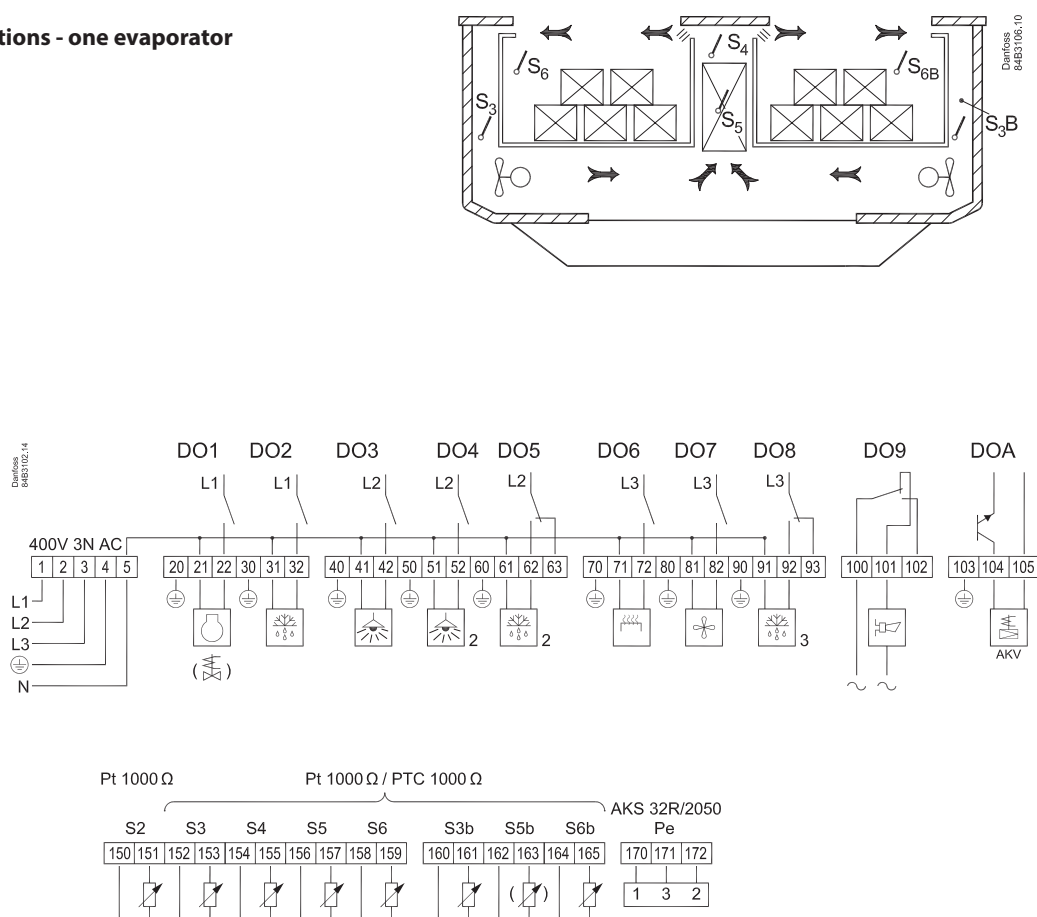 tions - one evaporator
Danfoss
84B3106.10
S4
S6
S6B
S3
S5
S3B
Danfoss
84B3102.14
DO1 DO2 DO3 DO4 DO5 DO6 DO7 DO8 DO9 DOA
L1 L1 L2 L2 L2 L3 L3 L3
400V 3N AC
1 2 3 4 5 20 21 22 30 31 32 40 41 42 50 51 52 60 61 62 63 70 71 72 80 81 82 90 91 92 93 100 101 102 103 104 105
L1
L2
L3
N
2 2 3
AKV
Pt 1000 Ω Pt 1000 Ω / PTC 1000 Ω
AKS 32R/2050
S2 S3 S4 S5 S6 S3b S5b S6b Pe
150 151 152 153 154 155 156 157 158 159 160 161 162 163 164 165 170 171 172
( ) 1 3 2